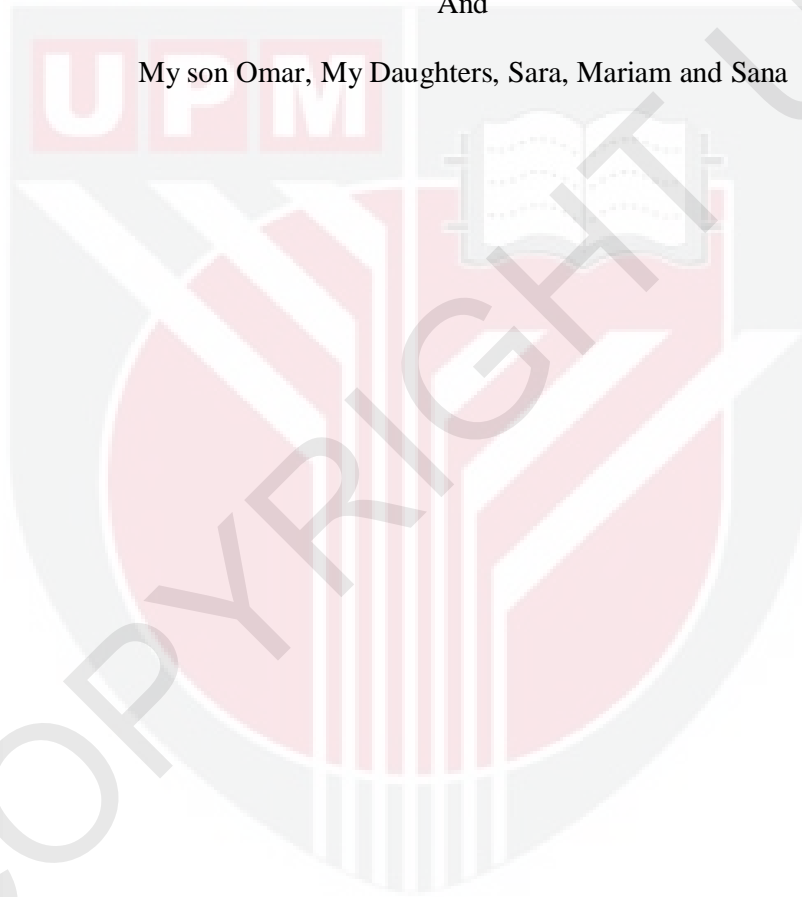 And
My son Omar, My Daughters, Sara, Mariam and Sana
UPM
COPYRIGHT U